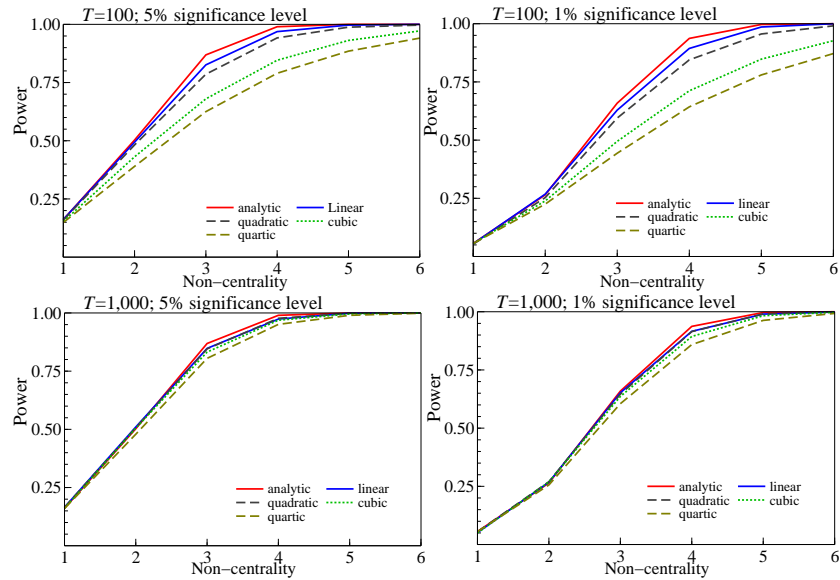 T=100; 5% significance level
1.00
0.75
0.50
0.25
Power
analytic Linear
quadratic cubic
quartic
1 2 3 4 5 6
Non-centrality
T=100; 1% significance level
1.00
0.75
0.50
0.25
Power
analytic linear
quadratic cubic
quartic
1 2 3 4 5 6
Non-centrality
T=1,000; 5% significance level
1.00
0.75
0.50
0.25
Power
analytic linear
quadratic cubic
quartic
1 2 3 4 5 6
Non-centrality
T=1,000; 1% significance level
1.00
0.75
0.50
0.25
Power
analytic linear
quadratic cubic
quartic
1 2 3 4 5 6
Non-centrality